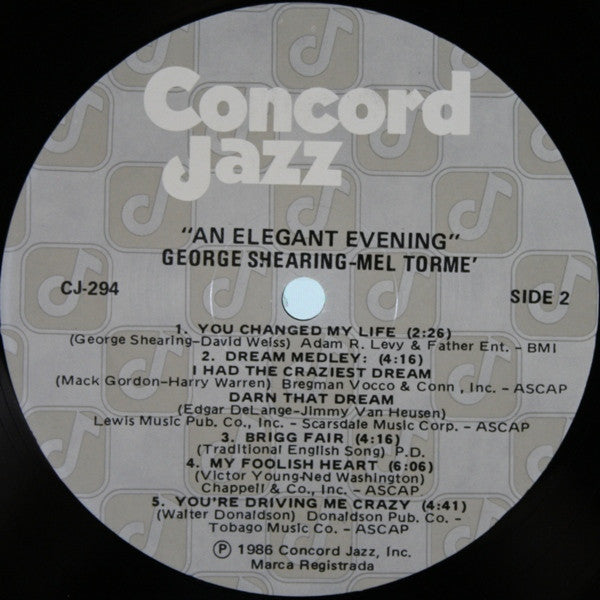 Concord
Jazz
"AN ELEGANT EVENING"
GEORGE SHEARING-MEL TORME'
CJ-294
SIDE 2
1. YOU CHANGED MY LIFE (2:26)
(George Shearing-David Weiss) Adam R. Levy & Father Ent. - BMI
2. DREAM MEDLEY: (4:16)
I HAD THE CRAZIEST DREAM
(Mack Gordon-Harry Warren) Bregman Vocco & Conn, Inc. - ASCAP
DARN THAT DREAM
(Edgar DeLange-Jimmy Van Heusen)
Lewis Music Pub. Co., Inc. - Scarsdale Music Corp. - ASCAP
3. BRIGG FAIR (4:16)
(Traditional English Song) P.D.
4. MY FOOLISH HEART (6:06)
(Victor Young-Ned Washington)
Chappell & Co., Inc. - ASCAP
5. YOU'RE DRIVING ME CRAZY (4:41)
(Walter Donaldson) Donaldson Pub. Co. -
Tobago Music Co. - ASCAP
℗ 1986 Concord Jazz, Inc.
Marca Registrada